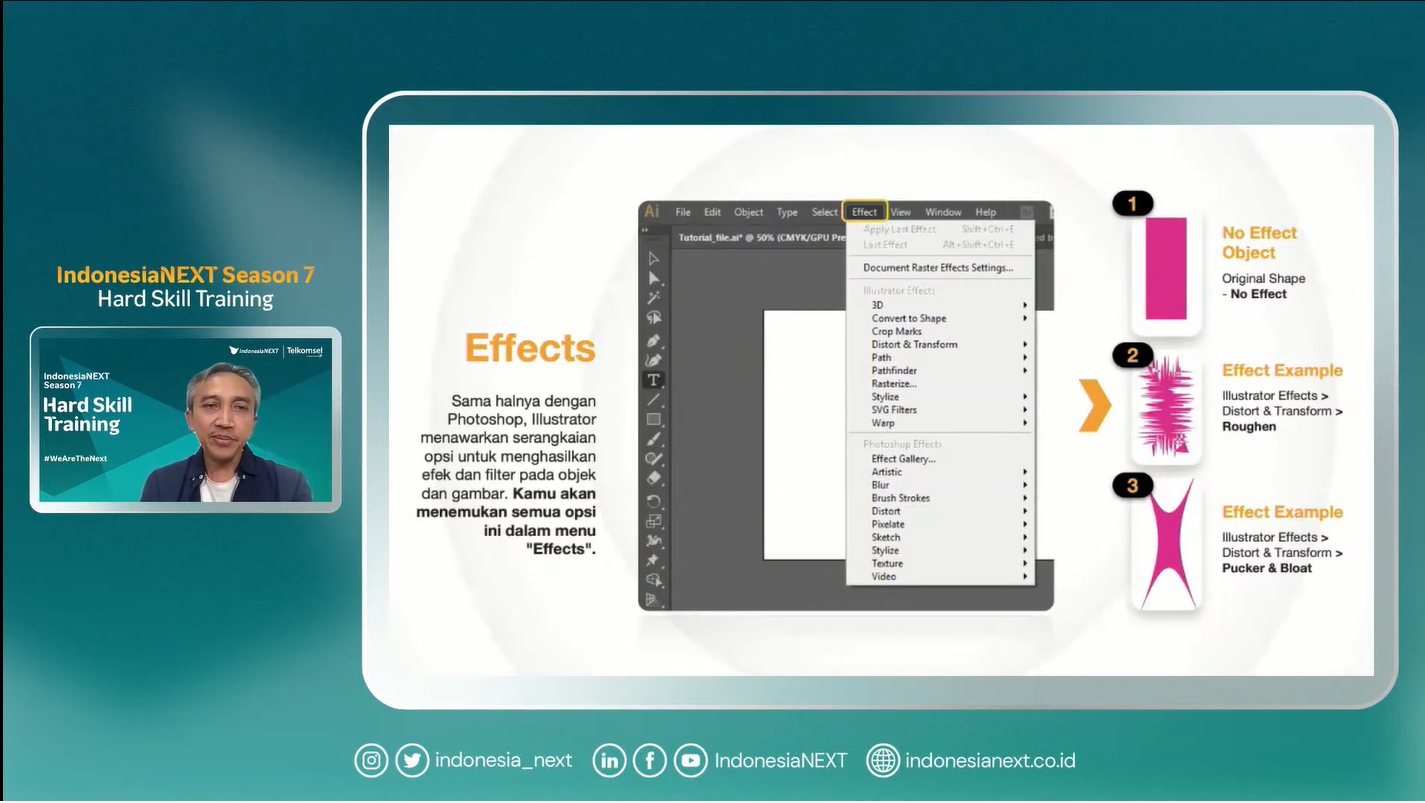 IndonesiaNEXT Season 7
Hard Skill Training
IndonesiaNEXT
Telkomsel
IndonesiaNEXT
Season 7
Hard Skill
Training
#WeAreTheNext
Effects
Sama halnya dengan
Photoshop, Illustrator
menawarkan serangkaian
opsi untuk menghasilkan
efek dan filter pada objek
dan gambar. Kamu akan
menemukan semua opsi
ini dalam menu
"Effects".
Ai File Edit Object Type Select Effect View Window Help
Tutorial_file.ai* @ 50% (CMYK/GPU Pre
ed b
Apply Last Effect Shift+Ctrl+E
Last Effect Alt+Shift+Ctrl+E
Document Raster Effects Settings...
Illustrator Effects
3D
Convert to Shape
Crop Marks
Distort & Transform
Path
Pathfinder
Rasterize...
Stylize
SVG Filters
Warp
Photoshop Effects
Effect Gallery...
Artistic
Blur
Brush Strokes
Distort
Pixelate
Sketch
Stylize
Texture
Video
1
No Effect
Object
Original Shape
- No Effect
2
Effect Example
Illustrator Effects >
Distort & Transform >
Roughen
3
Effect Example
Illustrator Effects >
Distort & Transform >
Pucker & Bloat
indonesia_next
IndonesiaNEXT
indonesianext.co.id